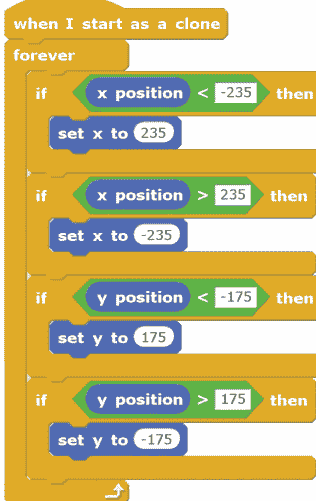 when I start as a clone
forever
if x position < -235 then
set x to 235
if x position > 235 then
set x to -235
if y position < -175 then
set y to 175
if y position > 175 then
set y to -175